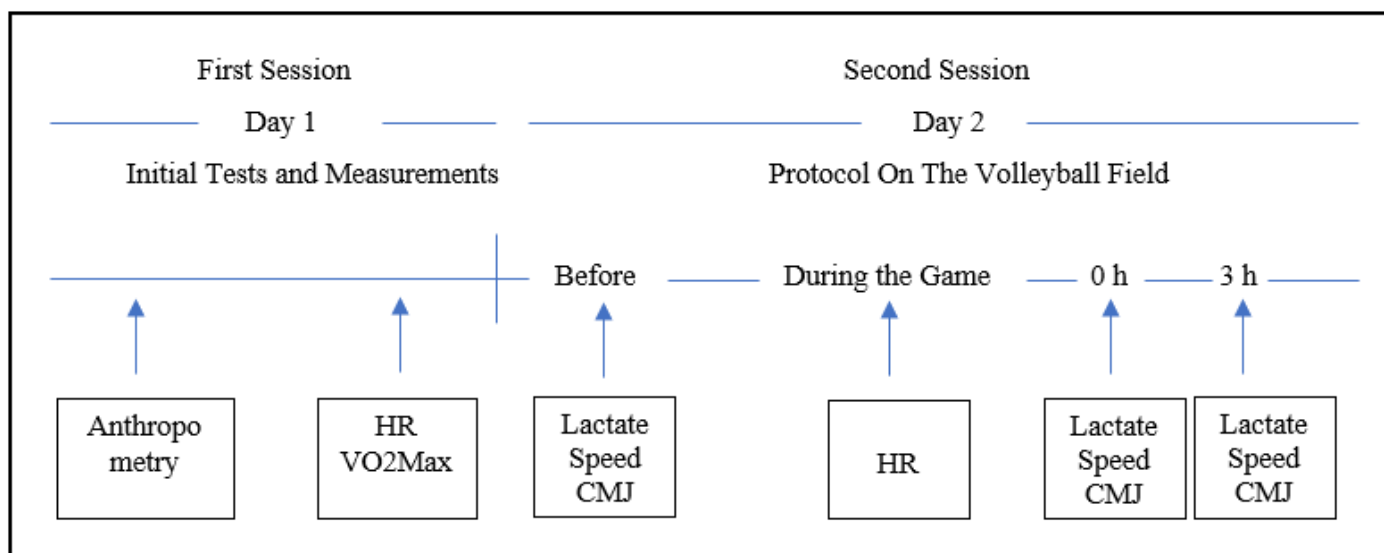 First Session
Second Session
Day 1
Day 2
Initial Tests and Measurements
Protocol On The Volleyball Field
Before
During the Game
0 h
3 h
Anthropo
metry
HR
VO2Max
Lactate
Speed
CMJ
HR
Lactate
Speed
CMJ
Lactate
Speed
CMJ